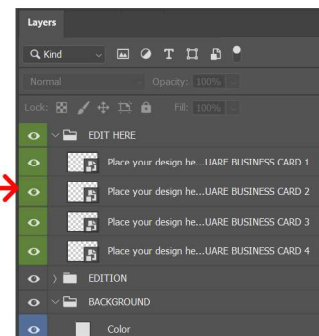 Layers
Kind
Normal Opacity: 100%
Lock: Fill: 100%
EDIT HERE
Place your design he...UARE BUSINESS CARD 1
Place your design he...UARE BUSINESS CARD 2
Place your design he...UARE BUSINESS CARD 3
Place your design he...UARE BUSINESS CARD 4
EDITION
BACKGROUND
Color